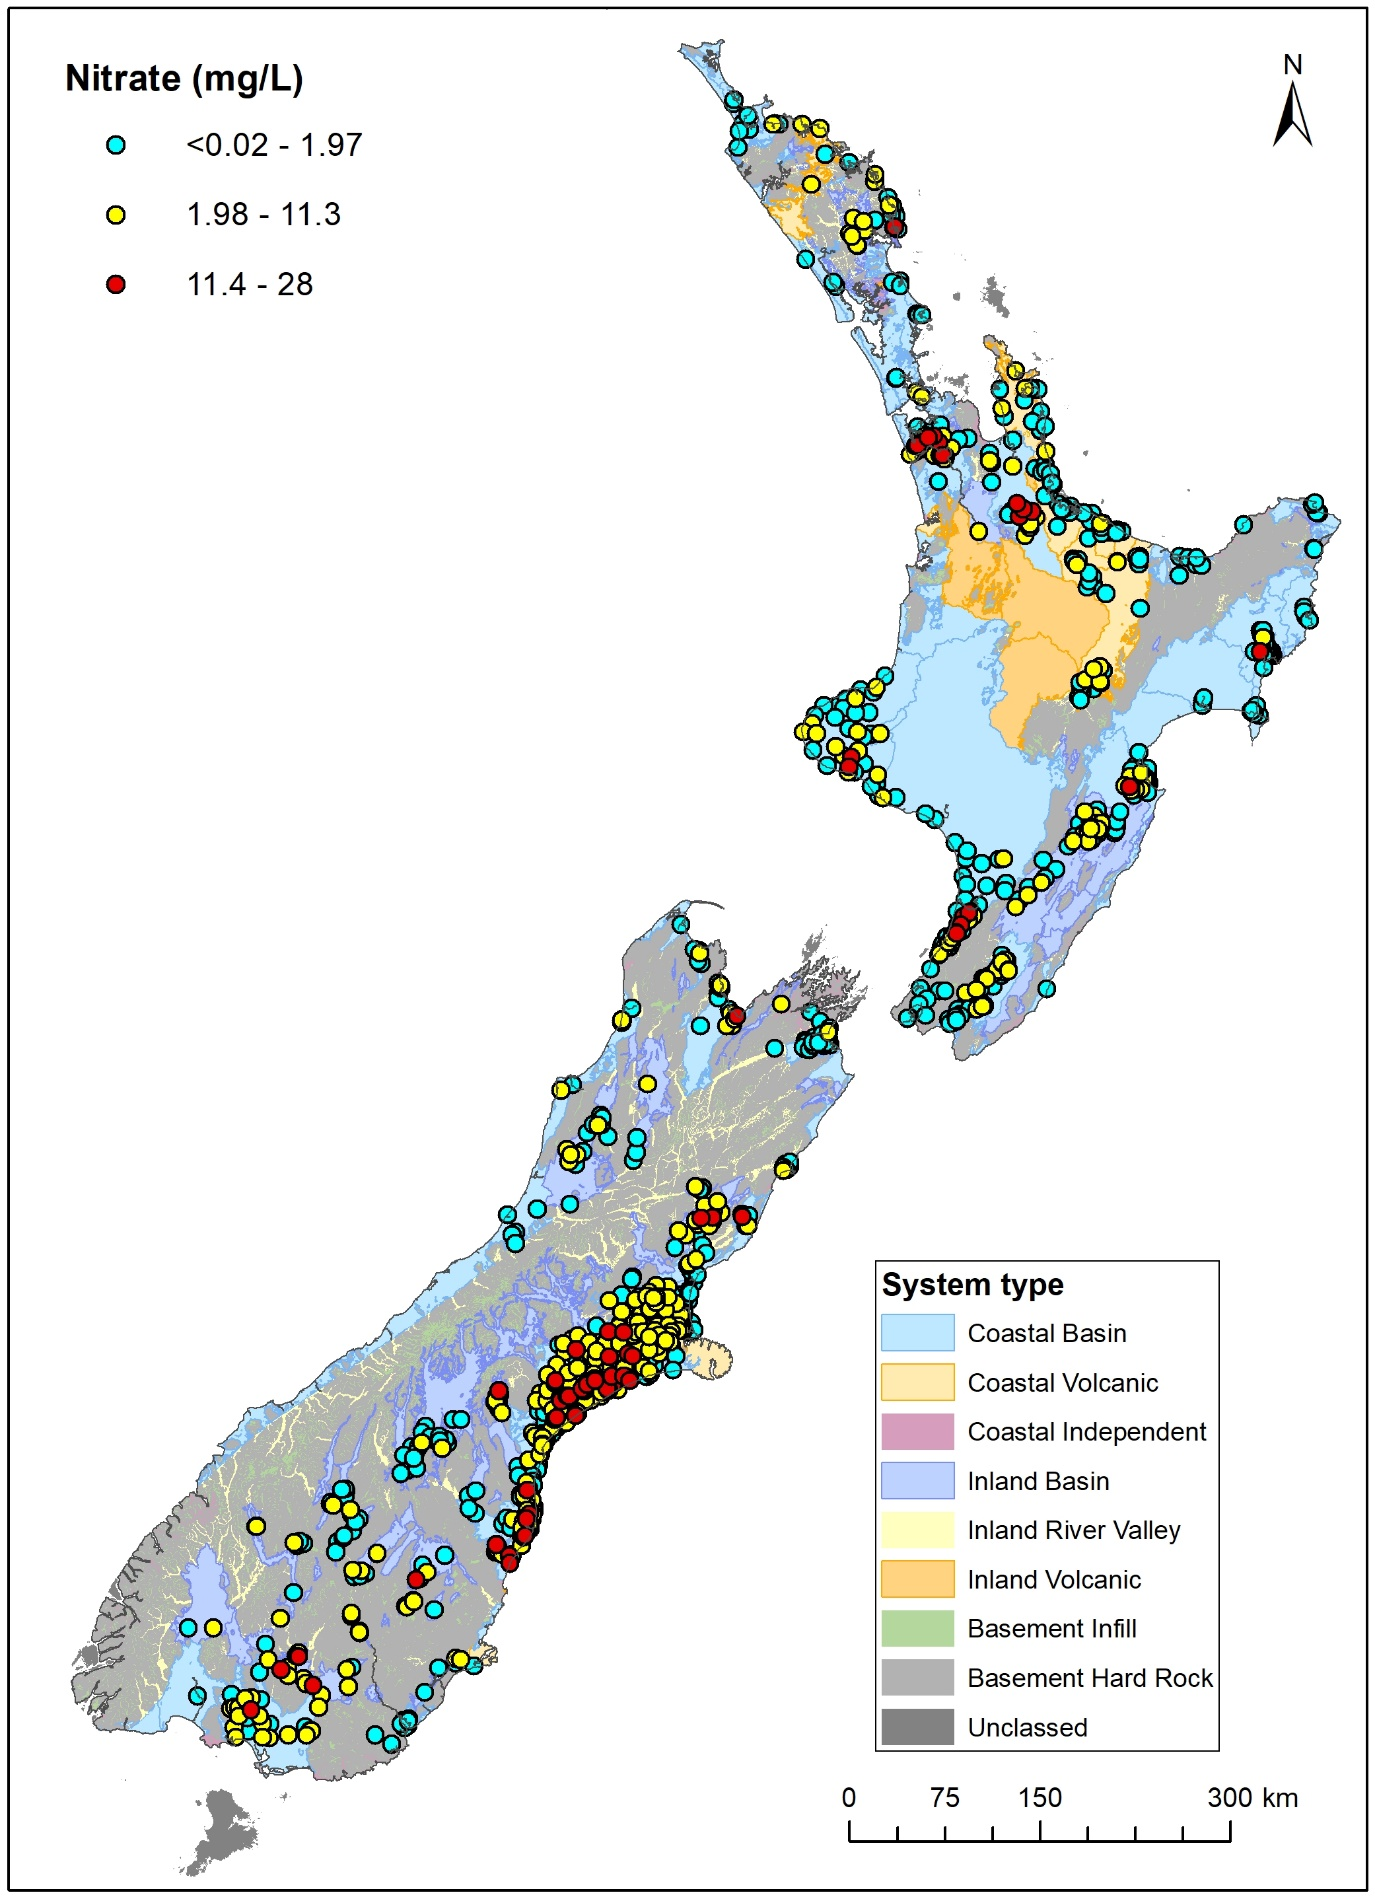 Nitrate (mg/L)
<0.02 - 1.97
1.98 - 11.3
11.4 - 28
N
System type
Coastal Basin
Coastal Volcanic
Coastal Independent
Inland Basin
Inland River Valley
Inland Volcanic
Basement Infill
Basement Hard Rock
Unclassed
0 75 150 300 km